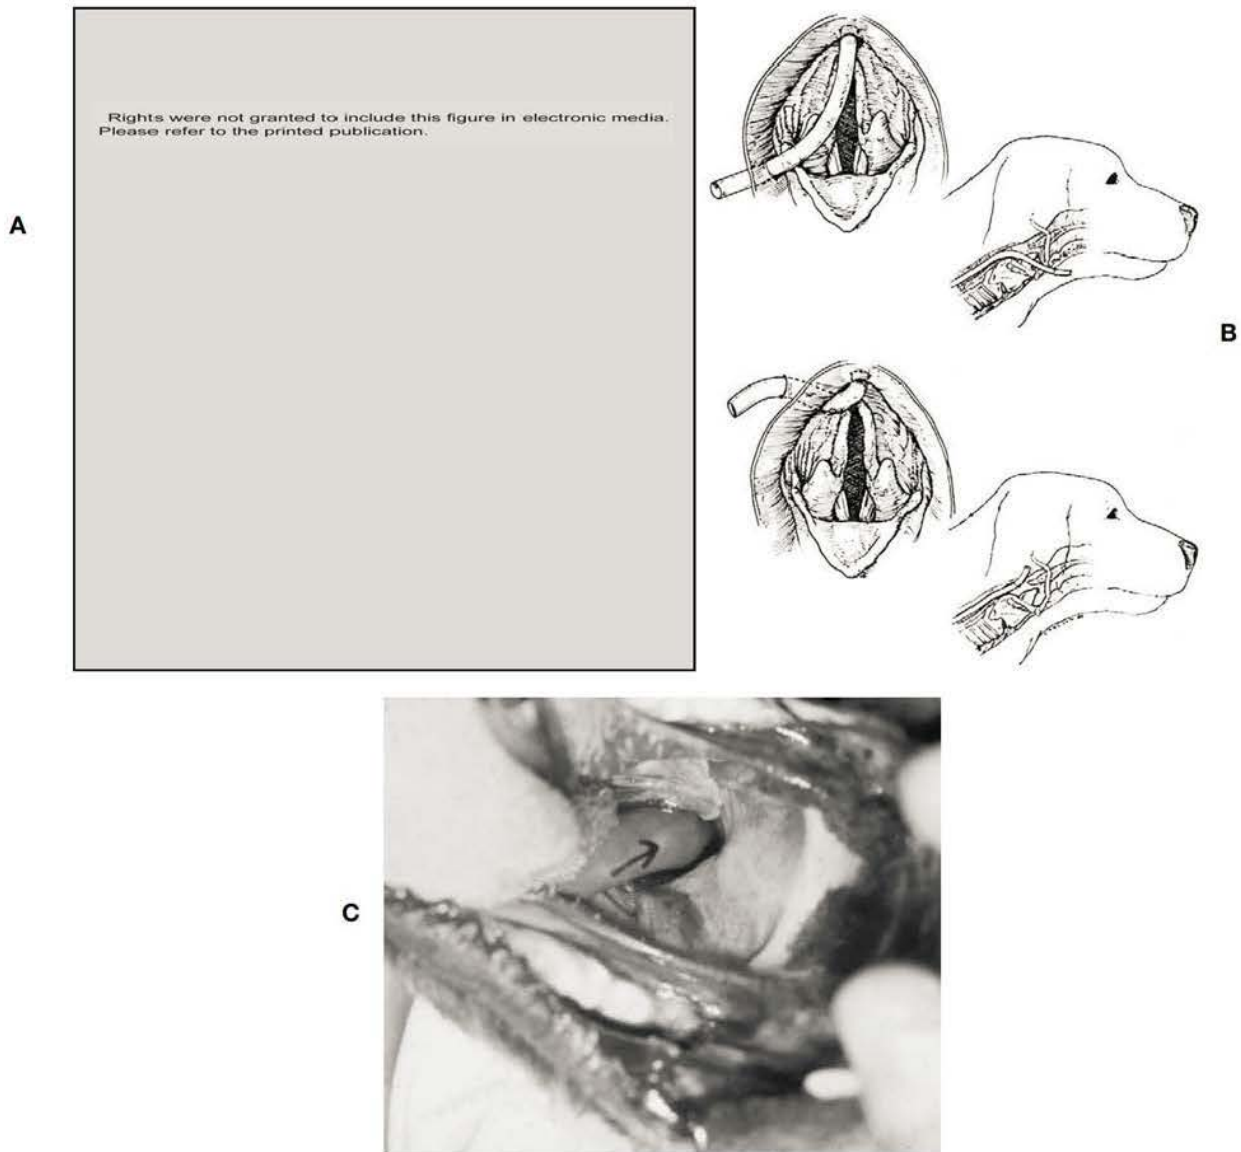 Rights were not granted to include this figure in electronic media.
Please refer to the printed publication.
A
B
C